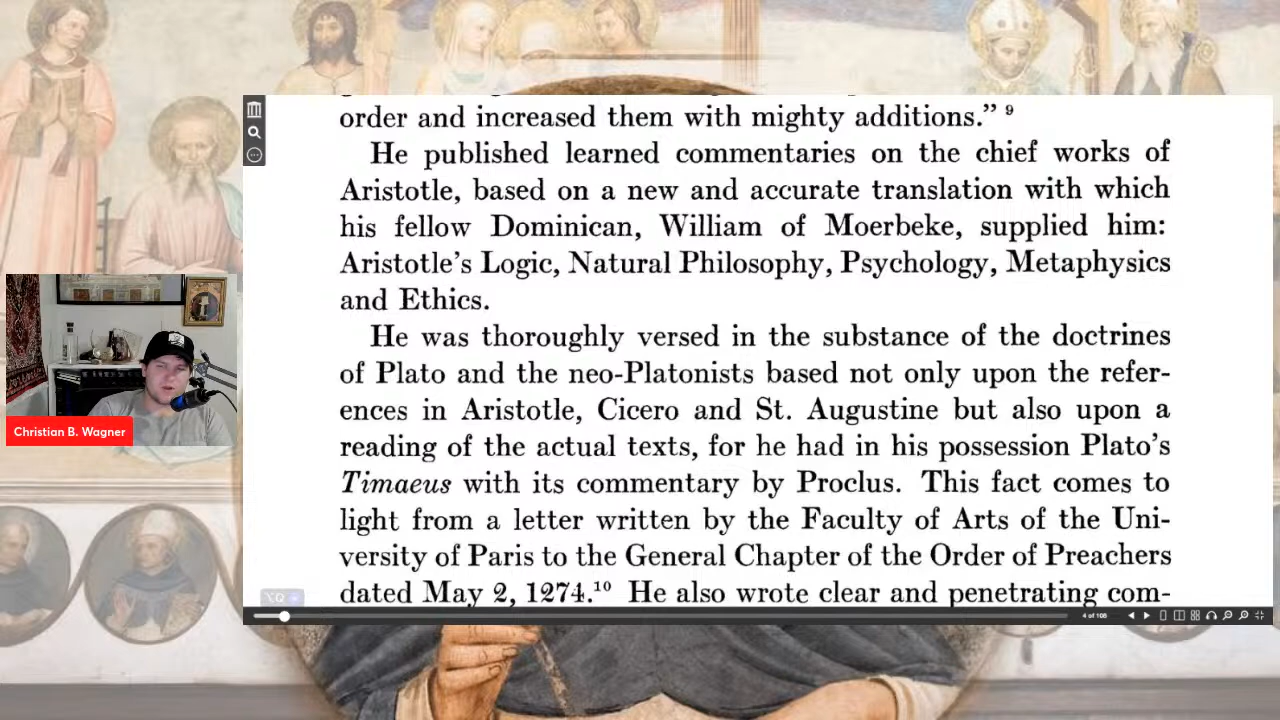 order and increased them with mighty additions.” ⁹
He published learned commentaries on the chief works of
Aristotle, based on a new and accurate translation with which
his fellow Dominican, William of Moerbeke, supplied him:
Aristotle’s Logic, Natural Philosophy, Psychology, Metaphysics
and Ethics.
He was thoroughly versed in the substance of the doctrines
of Plato and the neo-Platonists based not only upon the refer-
ences in Aristotle, Cicero and St. Augustine but also upon a
reading of the actual texts, for he had in his possession Plato’s
Timaeus with its commentary by Proclus. This fact comes to
light from a letter written by the Faculty of Arts of the Uni-
versity of Paris to the General Chapter of the Order of Preachers
dated May 2, 1274.¹⁰ He also wrote clear and penetrating com-
Christian B. Wagner
4 of 108